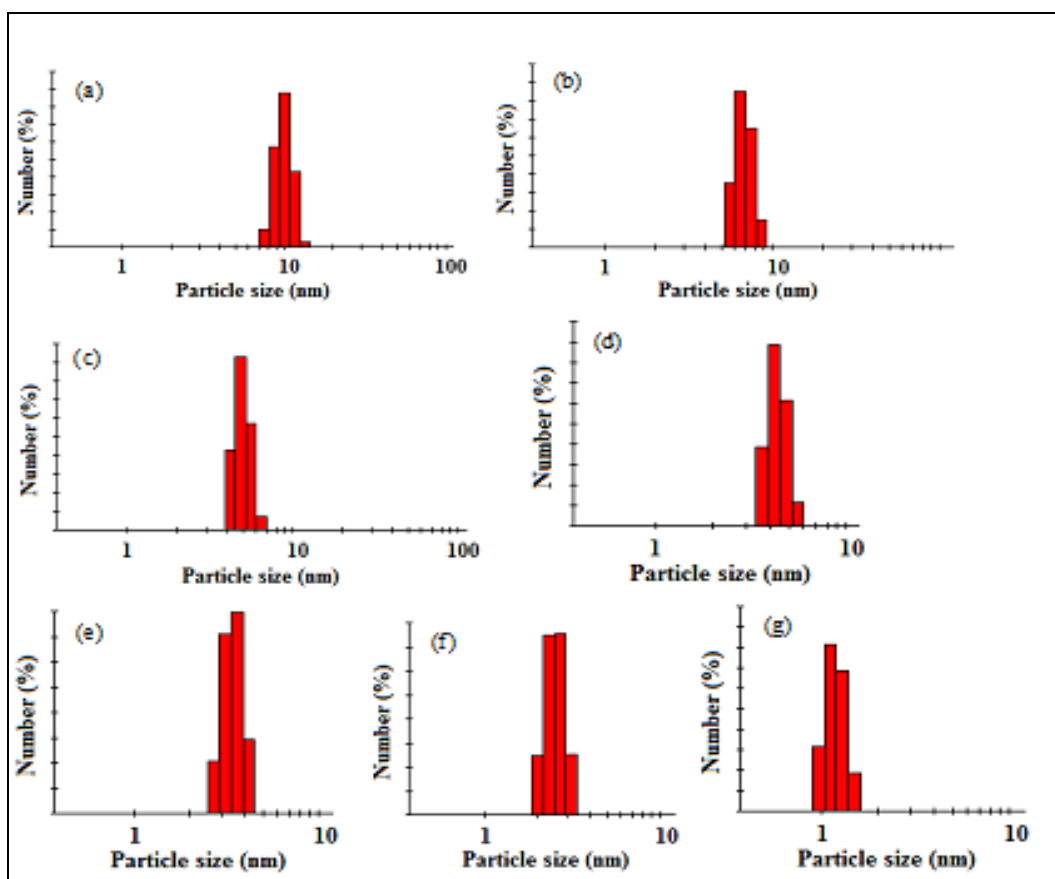 (a)
Number (%)
1 10 100
Particle size (nm)
(b)
Number (%)
1 10
Particle size (nm)
(c)
Number (%)
1 10 100
Particle size (nm)
(d)
Number (%)
1 10
Particle size (nm)
(e)
Number (%)
1 10
Particle size (nm)
(f)
Number (%)
1 10
Particle size (nm)
(g)
Number (%)
1 10
Particle size (nm)